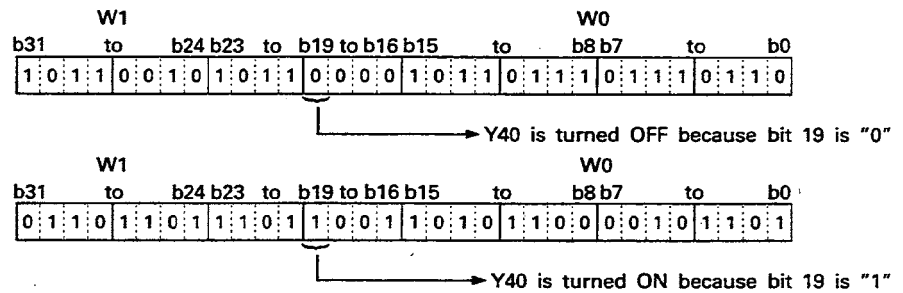 W1 W0
b31 to b24 b23 to b19 to b16 b15 to b8 b7 to b0
1 0 1 1 0 0 1 0 1 0 1 1 0 0 0 0 1 0 1 1 0 1 1 1 0 1 1 1 0 1 1 0
Y40 is turned OFF because bit 19 is "0"
W1 W0
b31 to b24 b23 to b19 to b16 b15 to b8 b7 to b0
0 1 1 0 1 1 0 1 1 1 0 1 1 0 0 1 1 0 1 0 1 1 0 0 0 0 1 0 1 1 0 1
Y40 is turned ON because bit 19 is "1"